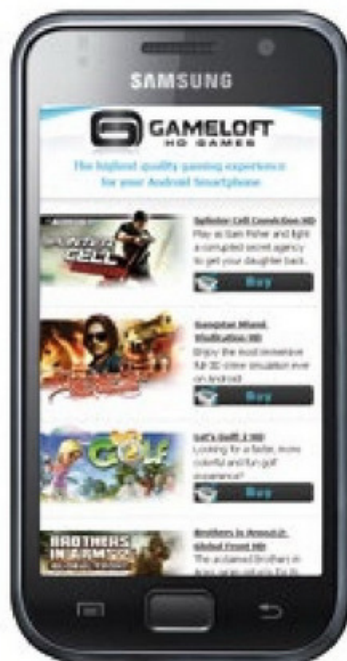 SAMSUNG
GAMELOFT
HD GAMES
The highest quality gaming experience
for your Android Smartphone
Splinter Cell Conviction HD
Play as Sam Fisher and fight
a corrupted secret agency
to get your daughter back.
Buy
Gangstar Miami
Vindication HD
Enjoy the most immersive
full 3D crime simulation ever
on Android
Buy
GOLF
Let's Golf! 2 HD
Looking for a faster, more
colorful and fun golf
experience?
Buy
BROTHERS
IN ARMS 2
GLOBAL FRONT
Brothers In Arms® 2:
Global Front HD
The acclaimed Brothers in